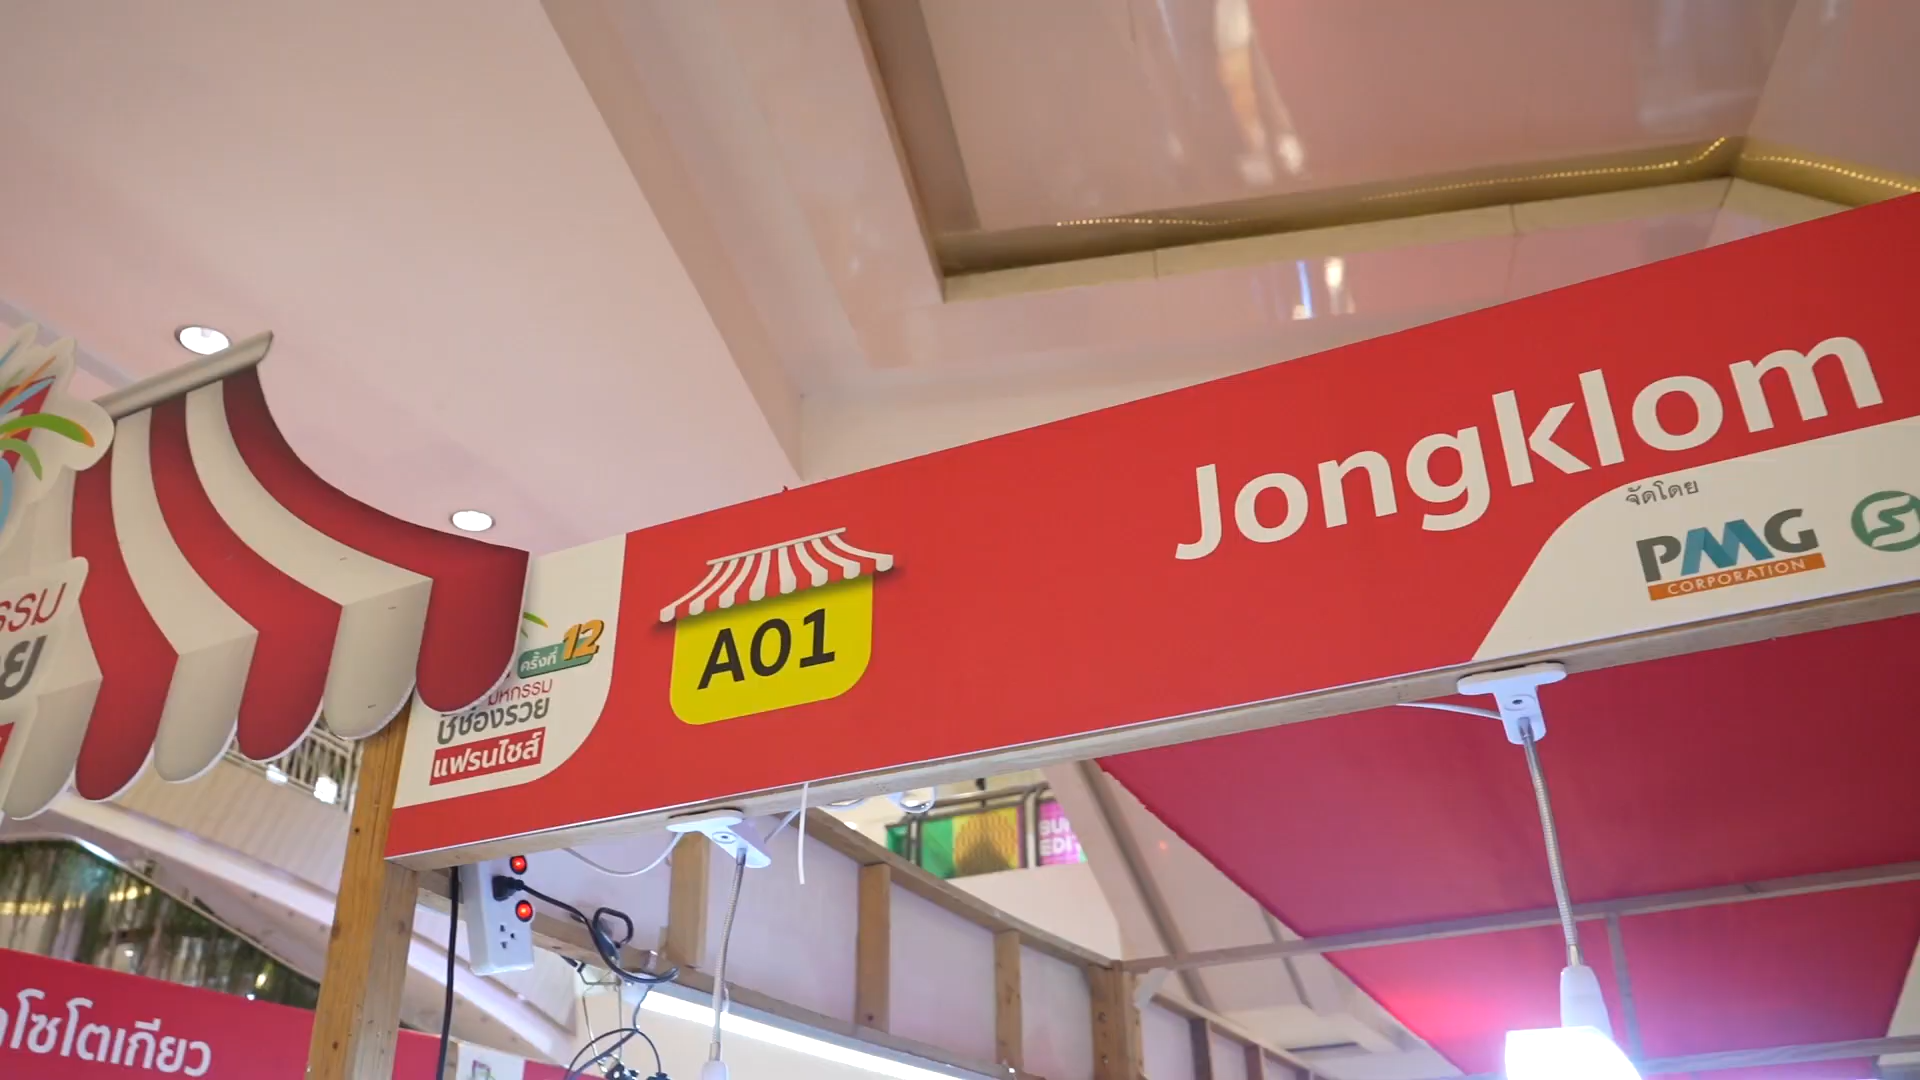 Jongklom
A01
จัดโดย
PMG
CORPORATION
S
ครั้งที่ 12
มหกรรม
ชี้ช่องรวย
แฟรนไชส์
โซโตเกียว